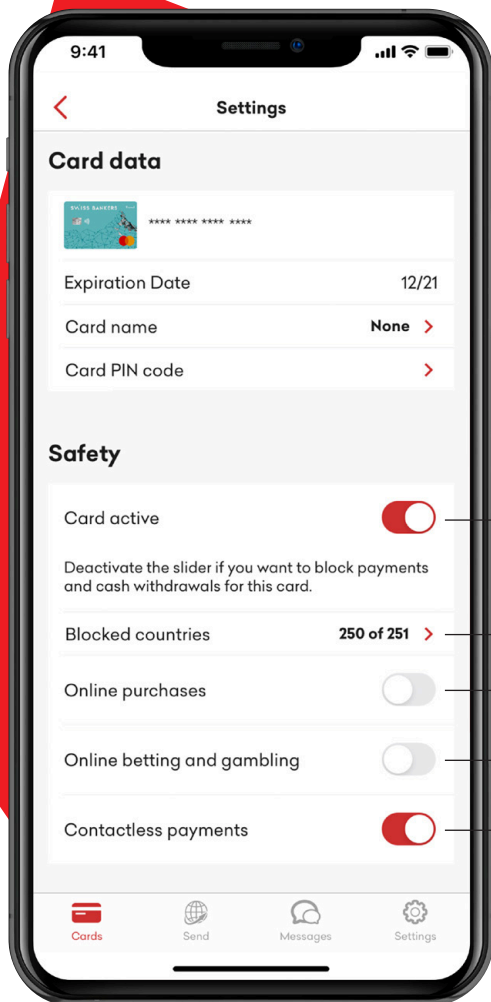 9:41
Settings
Card data
SWISS BANKERS
**** **** **** ****
Expiration Date 12/21
Card name None
Card PIN code
Safety
Card active
Deactivate the slider if you want to block payments
and cash withdrawals for this card.
Blocked countries 250 of 251
Online purchases
Online betting and gambling
Contactless payments
Cards Send Messages Settings